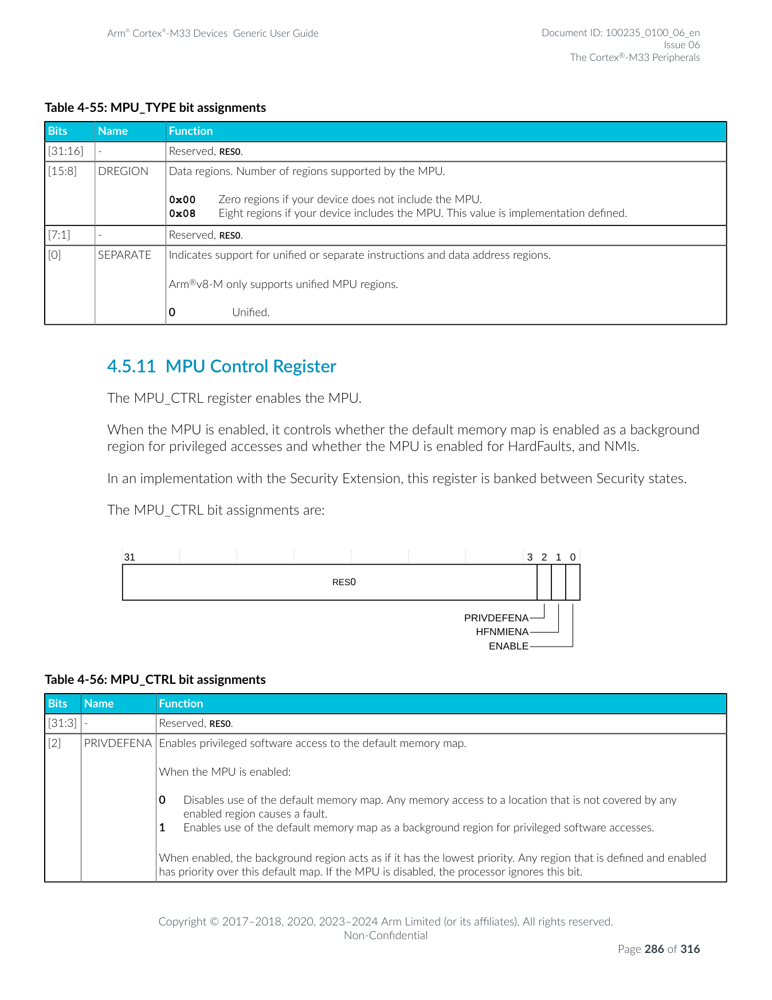 Arm® Cortex®-M33 Devices Generic User Guide
Document ID: 100235_0100_06_en
Issue 06
The Cortex®-M33 Peripherals
Table 4-55: MPU_TYPE bit assignments
Bits Name Function
[31:16] - Reserved, RES0.
[15:8] DREGION Data regions. Number of regions supported by the MPU.
0x00 Zero regions if your device does not include the MPU.
0x08 Eight regions if your device includes the MPU. This value is implementation defined.
[7:1] - Reserved, RES0.
[0] SEPARATE Indicates support for unified or separate instructions and data address regions.
Arm®v8-M only supports unified MPU regions.
0 Unified.
4.5.11 MPU Control Register
The MPU_CTRL register enables the MPU.
When the MPU is enabled, it controls whether the default memory map is enabled as a background
region for privileged accesses and whether the MPU is enabled for HardFaults, and NMIs.
In an implementation with the Security Extension, this register is banked between Security states.
The MPU_CTRL bit assignments are:
31 3 2 1 0
RES0
PRIVDEFENA
HFNMIENA
ENABLE
Table 4-56: MPU_CTRL bit assignments
Bits Name Function
[31:3] - Reserved, RES0.
[2] PRIVDEFENA Enables privileged software access to the default memory map.
When the MPU is enabled:
0 Disables use of the default memory map. Any memory access to a location that is not covered by any
enabled region causes a fault.
1 Enables use of the default memory map as a background region for privileged software accesses.
When enabled, the background region acts as if it has the lowest priority. Any region that is defined and enabled
has priority over this default map. If the MPU is disabled, the processor ignores this bit.
Copyright © 2017–2018, 2020, 2023–2024 Arm Limited (or its affiliates). All rights reserved.
Non-Confidential
Page 286 of 316